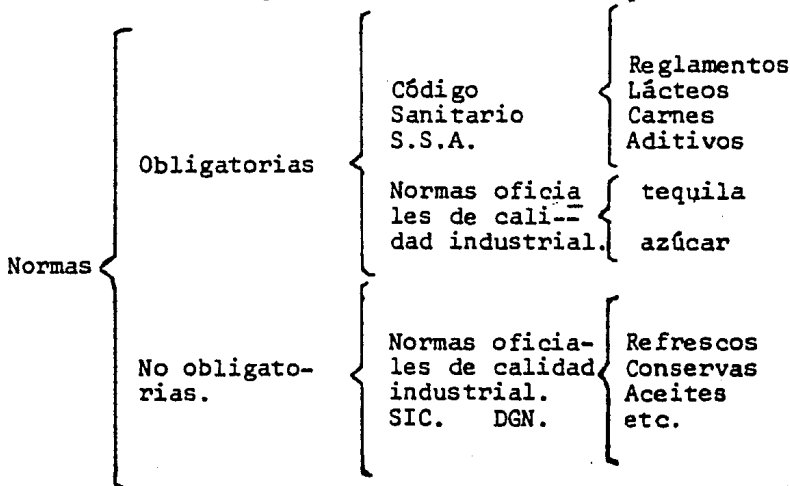 Normas
Obligatorias
Código
Sanitario
S.S.A.
Reglamentos
Lácteos
Carnes
Aditivos
Normas oficia
les de cali--
dad industrial.
tequila
azúcar
No obligato-
rias.
Normas oficia-
les de calidad
industrial.
SIC. DGN.
Refrescos
Conservas
Aceites
etc.